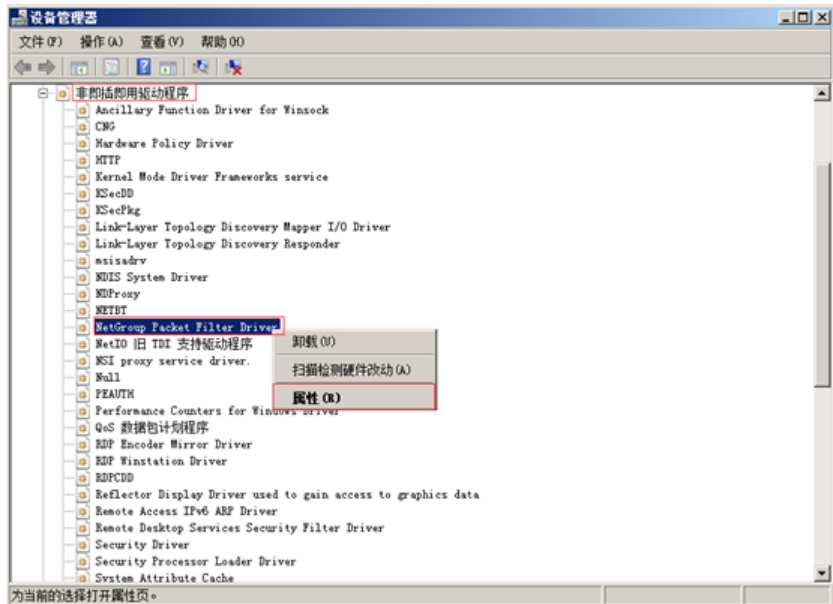 设备管理器
文件(F) 操作(A) 查看(V) 帮助(H)
非即插即用驱动程序
Ancillary Function Driver for Winsock
CNG
Hardware Policy Driver
HTTP
Kernel Mode Driver Frameworks service
KSecDD
KSecPkg
Link-Layer Topology Discovery Mapper I/O Driver
Link-Layer Topology Discovery Responder
msisadrv
NDIS System Driver
NDProxy
NETBT
NetGroup Packet Filter Driver
卸载(U)
NetIO 旧 TDI 支持驱动程序
NSI proxy service driver.
扫描检测硬件改动(A)
Null
PEAUTH
属性(R)
Performance Counters for Windows Driver
QoS 数据包计划程序
RDP Encoder Mirror Driver
RDP Winstation Driver
RDPCDD
Reflector Display Driver used to gain access to graphics data
Remote Access IPv6 ARP Driver
Remote Desktop Services Security Filter Driver
Security Driver
Security Processor Loader Driver
System Attribute Cache
为当前的选择打开属性页。